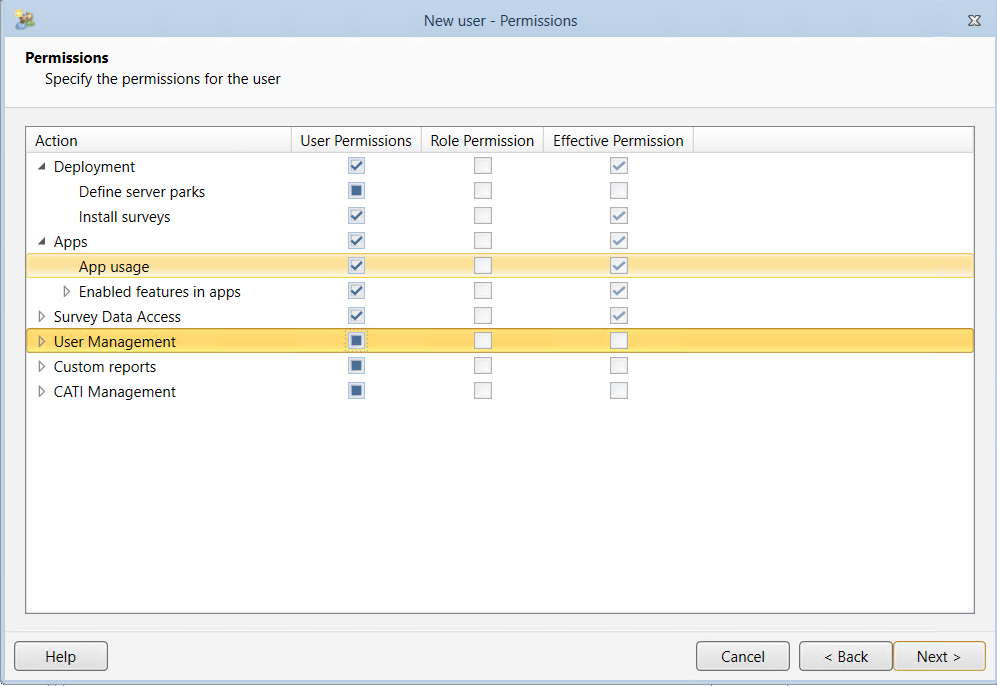 New user - Permissions
Permissions
Specify the permissions for the user
Action User Permissions Role Permission Effective Permission
Deployment
Define server parks
Install surveys
Apps
App usage
Enabled features in apps
Survey Data Access
User Management
Custom reports
CATI Management
Help Cancel < Back Next >